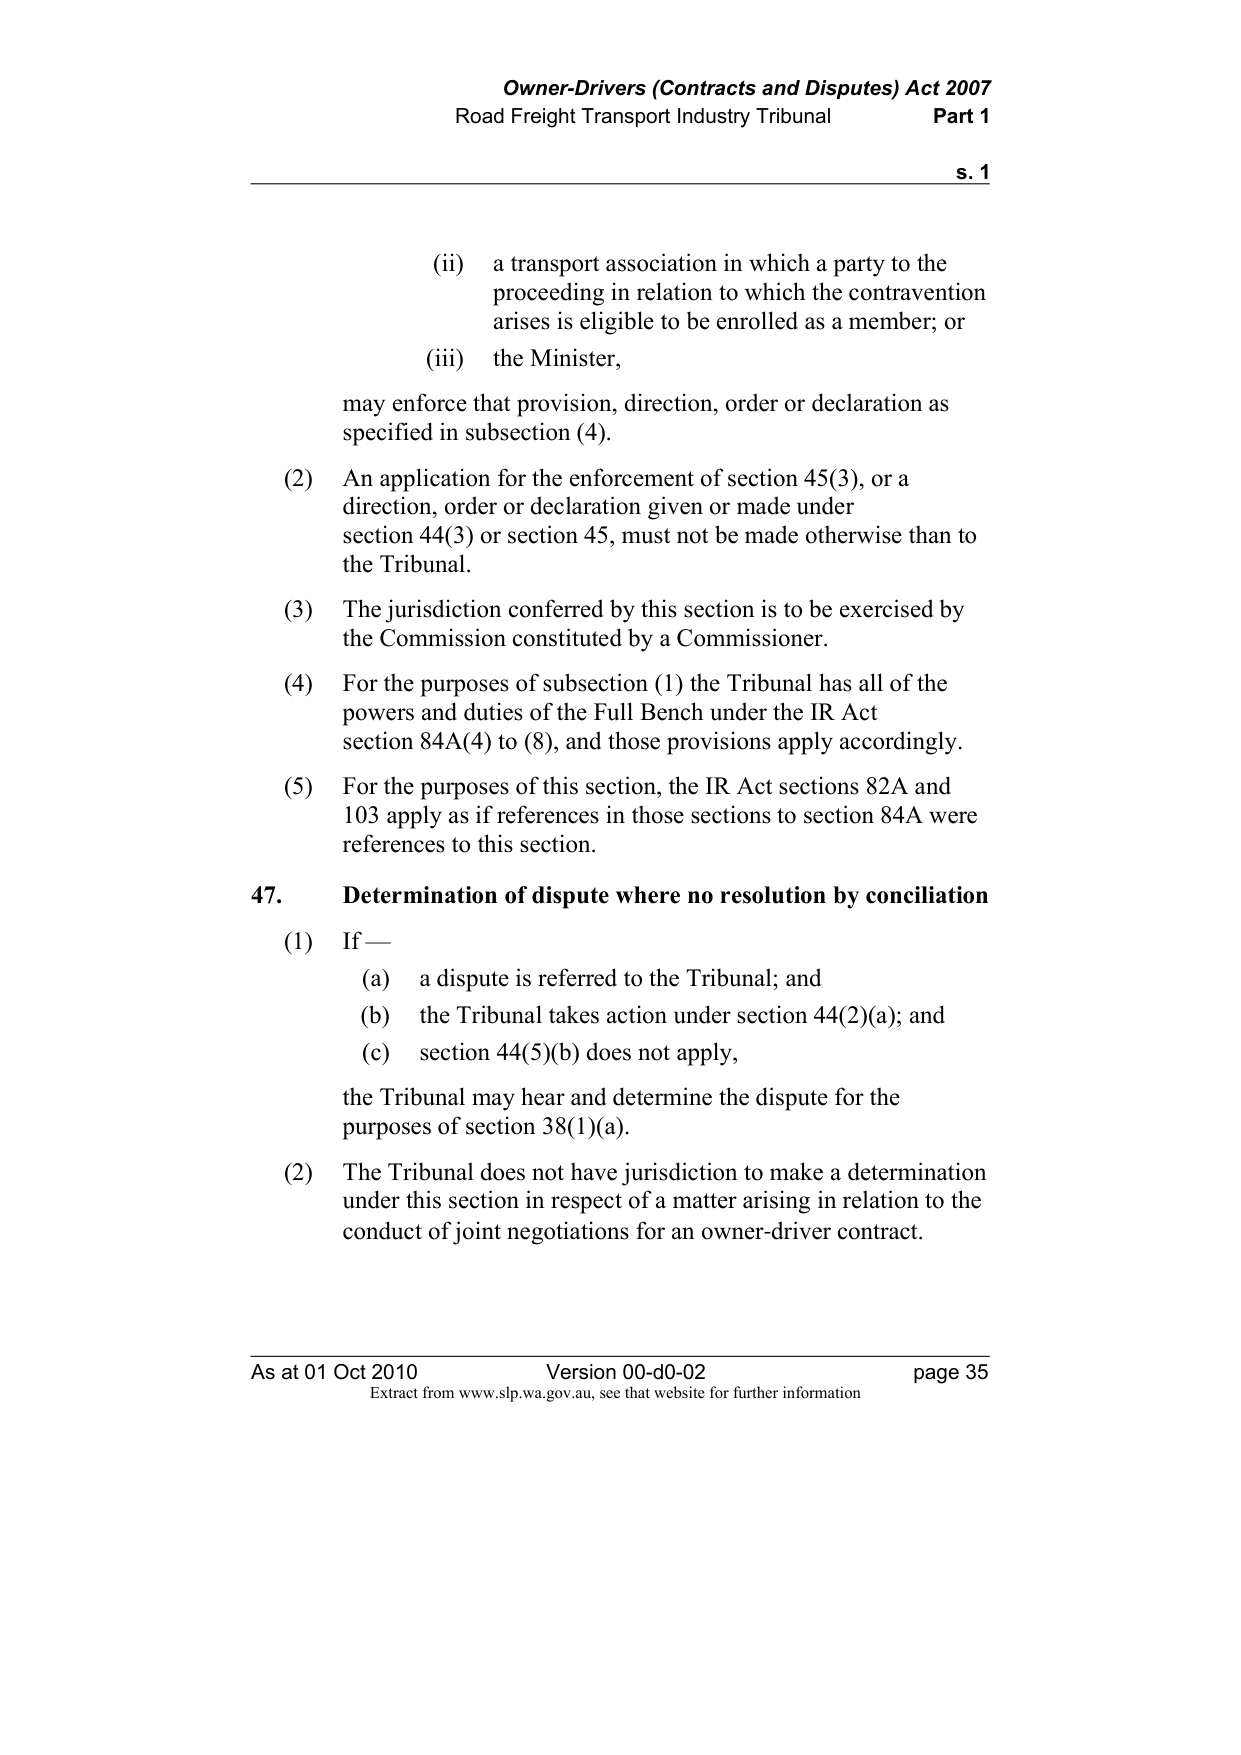 Owner-Drivers (Contracts and Disputes) Act 2007
Road Freight Transport Industry Tribunal Part 1
s. 1
(ii) a transport association in which a party to the
proceeding in relation to which the contravention
arises is eligible to be enrolled as a member; or
(iii) the Minister,
may enforce that provision, direction, order or declaration as
specified in subsection (4).
(2) An application for the enforcement of section 45(3), or a
direction, order or declaration given or made under
section 44(3) or section 45, must not be made otherwise than to
the Tribunal.
(3) The jurisdiction conferred by this section is to be exercised by
the Commission constituted by a Commissioner.
(4) For the purposes of subsection (1) the Tribunal has all of the
powers and duties of the Full Bench under the IR Act
section 84A(4) to (8), and those provisions apply accordingly.
(5) For the purposes of this section, the IR Act sections 82A and
103 apply as if references in those sections to section 84A were
references to this section.
47. Determination of dispute where no resolution by conciliation
(1) If —
(a) a dispute is referred to the Tribunal; and
(b) the Tribunal takes action under section 44(2)(a); and
(c) section 44(5)(b) does not apply,
the Tribunal may hear and determine the dispute for the
purposes of section 38(1)(a).
(2) The Tribunal does not have jurisdiction to make a determination
under this section in respect of a matter arising in relation to the
conduct of joint negotiations for an owner-driver contract.
As at 01 Oct 2010 Version 00-d0-02 page 35
Extract from www.slp.wa.gov.au, see that website for further information